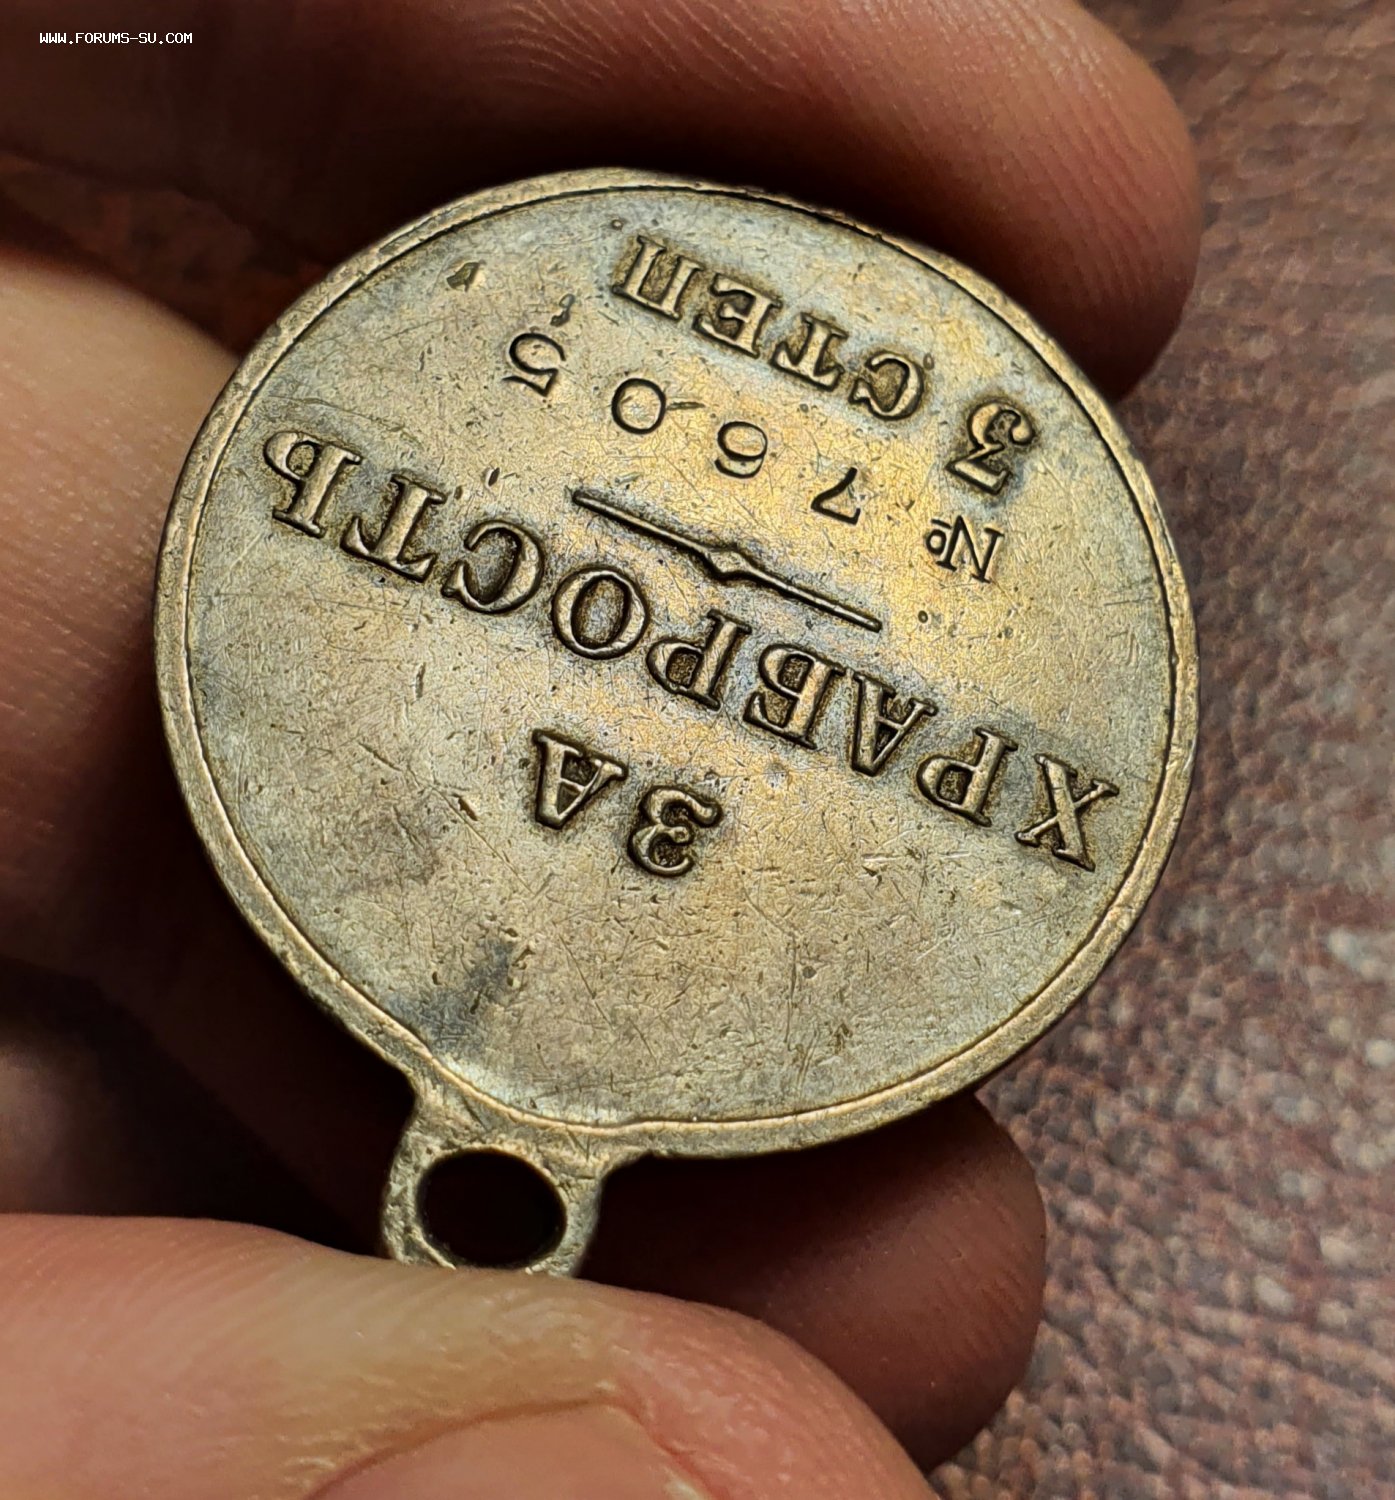 WWW.FORUMS-SU.COM
ЗА
ХРАБРОСТЬ
№ 7605
3 СТЕП.